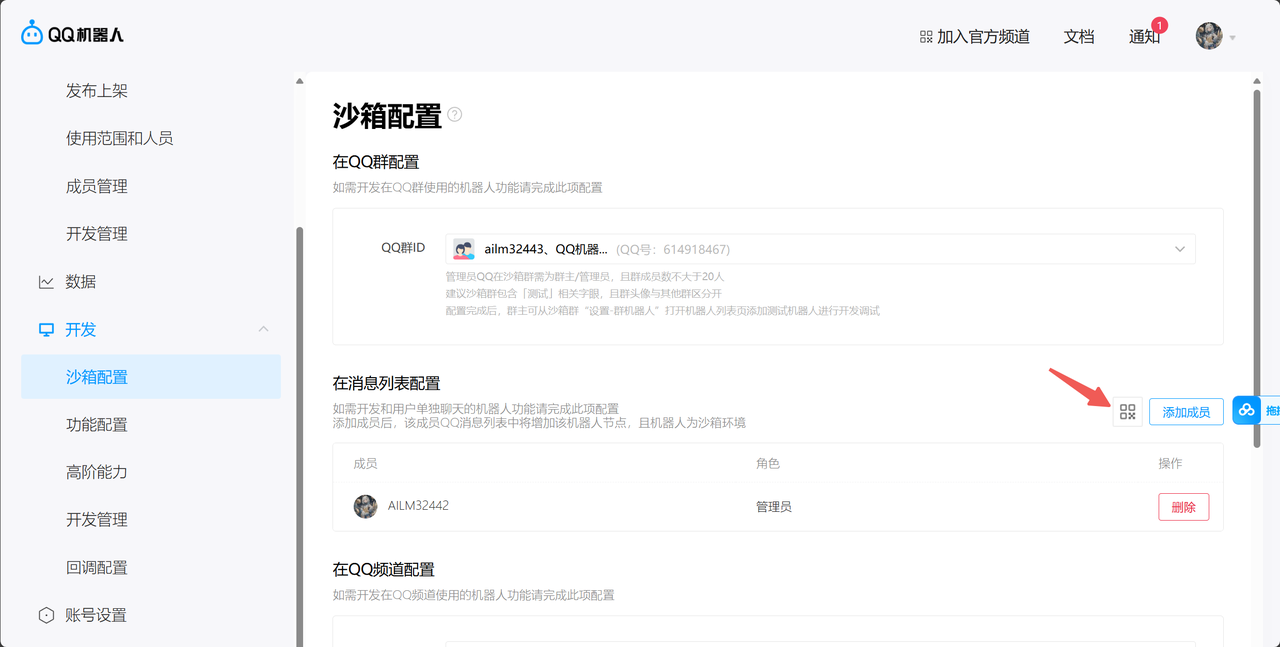 QQ机器人
加入官方频道
文档
通知
1
发布上架
使用范围和人员
成员管理
开发管理
数据
开发
沙箱配置
功能配置
高阶能力
开发管理
回调配置
账号设置
沙箱配置
?
在QQ群配置
如需开发在QQ群使用的机器人功能请完成此项配置
QQ群ID
ailm32443、QQ机器... (QQ号：614918467)
管理员QQ在沙箱群需为群主/管理员，且群成员数不大于20人
建议沙箱群包含「测试」相关字眼，且群头像与其他群区分开
配置完成后，群主可从沙箱群“设置-群机器人”打开机器人列表页添加测试机器人进行开发调试
在消息列表配置
如需开发和用户单独聊天的机器人功能请完成此项配置
添加成员后，该成员QQ消息列表中将增加该机器人节点，且机器人为沙箱环境
添加成员
成员 角色 操作
AILM32442 管理员 删除
在QQ频道配置
如需开发在QQ频道使用的机器人功能请完成此项配置